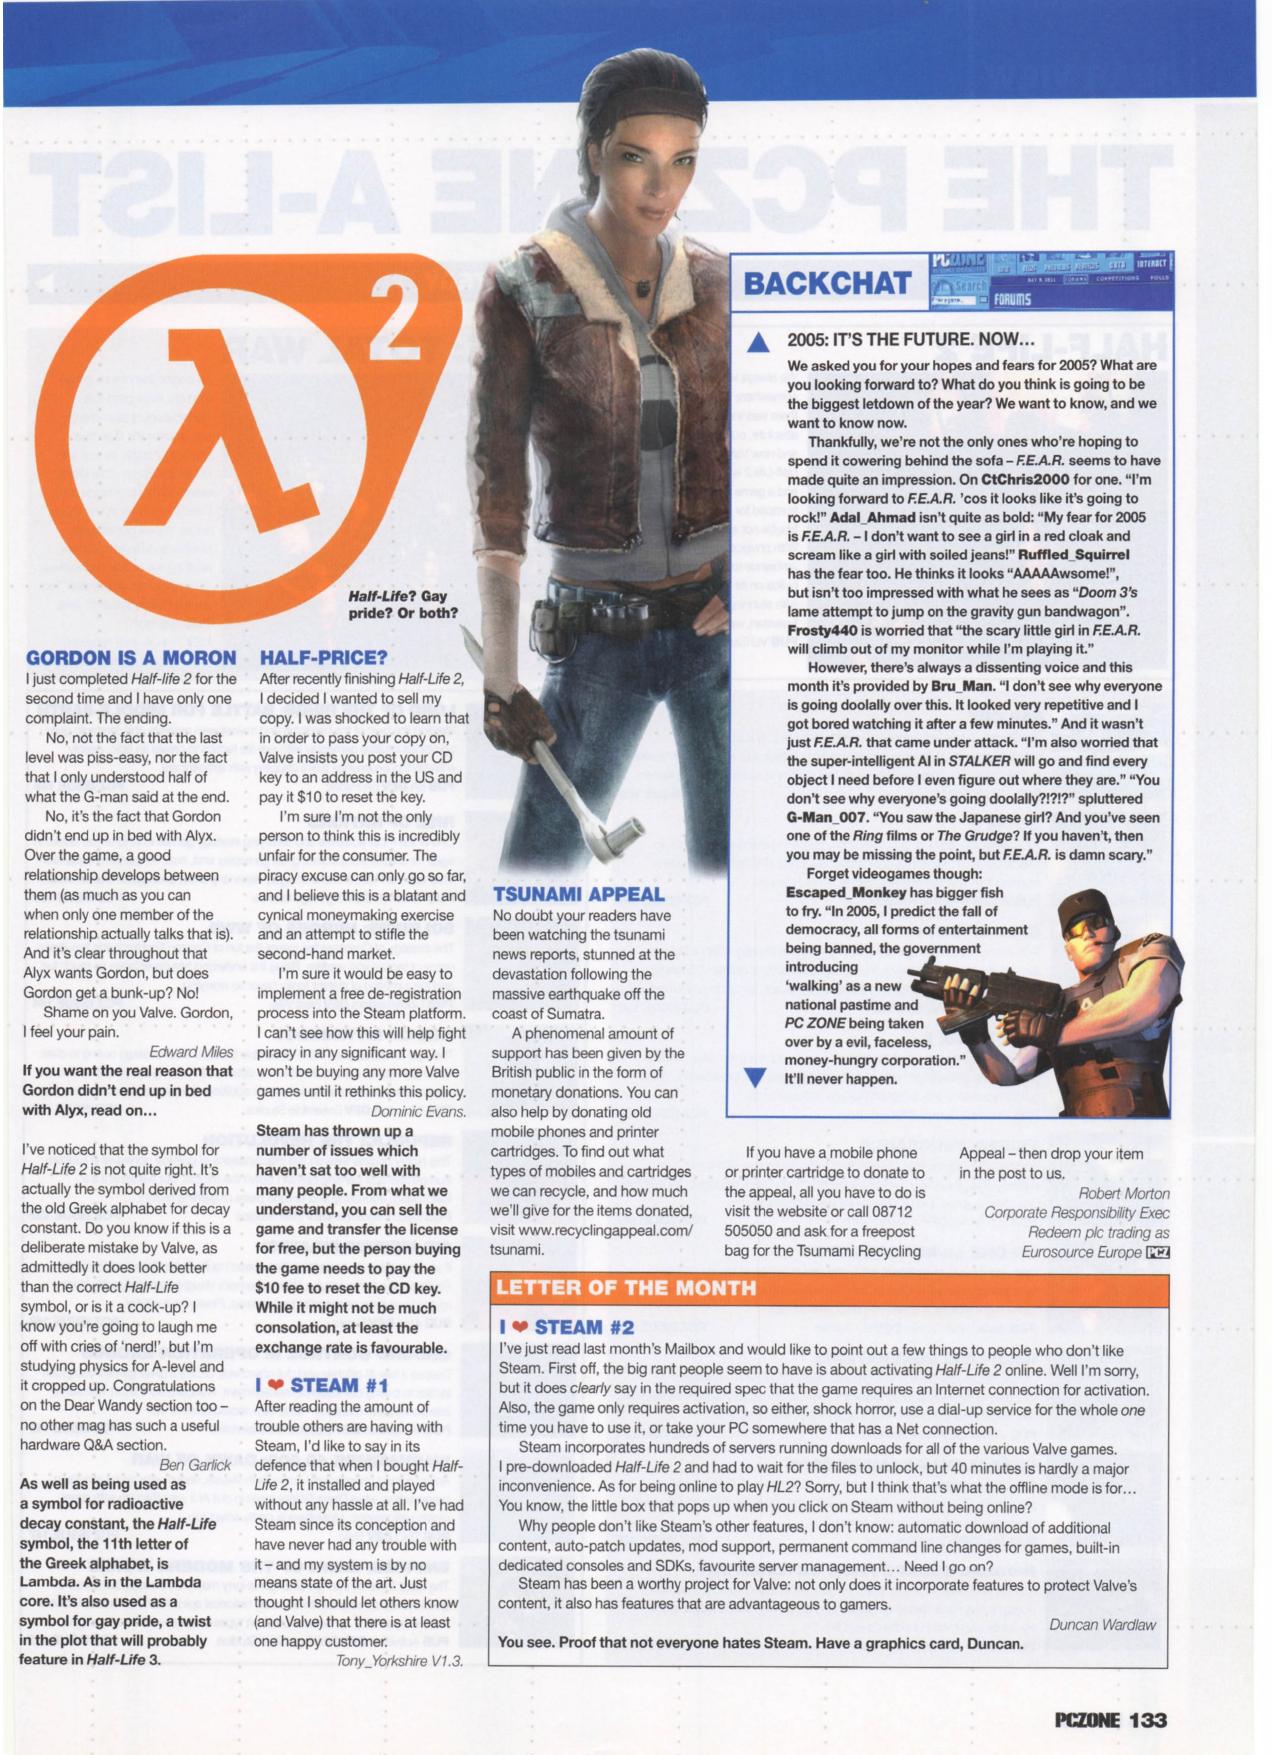 2
Half-Life? Gay
pride? Or both?
GORDON IS A MORON
I just completed Half-life 2 for the
second time and I have only one
complaint. The ending.
No, not the fact that the last
level was piss-easy, nor the fact
that I only understood half of
what the G-man said at the end.
No, it's the fact that Gordon
didn't end up in bed with Alyx.
Over the game, a good
relationship develops between
them (as much as you can
when only one member of the
relationship actually talks that is).
And it's clear throughout that
Alyx wants Gordon, but does
Gordon get a bunk-up? No!
Shame on you Valve. Gordon,
I feel your pain.
Edward Miles
If you want the real reason that
Gordon didn't end up in bed
with Alyx, read on...
I've noticed that the symbol for
Half-Life 2 is not quite right. It's
actually the symbol derived from
the old Greek alphabet for decay
constant. Do you know if this is a
deliberate mistake by Valve, as
admittedly it does look better
than the correct Half-Life
symbol, or is it a cock-up? I
know you're going to laugh me
off with cries of 'nerd!', but I'm
studying physics for A-level and
it cropped up. Congratulations
on the Dear Wandy section too –
no other mag has such a useful
hardware Q&A section.
Ben Garlick
As well as being used as
a symbol for radioactive
decay constant, the Half-Life
symbol, the 11th letter of
the Greek alphabet, is
Lambda. As in the Lambda
core. It's also used as a
symbol for gay pride, a twist
in the plot that will probably
feature in Half-Life 3.
HALF-PRICE?
After recently finishing Half-Life 2,
I decided I wanted to sell my
copy. I was shocked to learn that
in order to pass your copy on,
Valve insists you post your CD
key to an address in the US and
pay it $10 to reset the key.
I'm sure I'm not the only
person to think this is incredibly
unfair for the consumer. The
piracy excuse can only go so far,
and I believe this is a blatant and
cynical moneymaking exercise
and an attempt to stifle the
second-hand market.
I'm sure it would be easy to
implement a free de-registration
process into the Steam platform.
I can't see how this will help fight
piracy in any significant way. I
won't be buying any more Valve
games until it rethinks this policy.
Dominic Evans.
Steam has thrown up a
number of issues which
haven't sat too well with
many people. From what we
understand, you can sell the
game and transfer the license
for free, but the person buying
the game needs to pay the
$10 fee to reset the CD key.
While it might not be much
consolation, at least the
exchange rate is favourable.
I ❤ STEAM #1
After reading the amount of
trouble others are having with
Steam, I'd like to say in its
defence that when I bought Half-
Life 2, it installed and played
without any hassle at all. I've had
Steam since its conception and
have never had any trouble with
it – and my system is by no
means state of the art. Just
thought I should let others know
(and Valve) that there is at least
one happy customer.
Tony_Yorkshire V1.3.
TSUNAMI APPEAL
No doubt your readers have
been watching the tsunami
news reports, stunned at the
devastation following the
massive earthquake off the
coast of Sumatra.
A phenomenal amount of
support has been given by the
British public in the form of
monetary donations. You can
also help by donating old
mobile phones and printer
cartridges. To find out what
types of mobiles and cartridges
we can recycle, and how much
we'll give for the items donated,
visit www.recyclingappeal.com/
tsunami.
If you have a mobile phone
or printer cartridge to donate to
the appeal, all you have to do is
visit the website or call 08712
505050 and ask for a freepost
bag for the Tsumami Recycling
Appeal – then drop your item
in the post to us.
Robert Morton
Corporate Responsibility Exec
Redeem plc trading as
Eurosource Europe PCZ
BACKCHAT
PCZONE
INTERACT
FORUMS
COMPETITIONS
POLLS
Search
FORUMS
2005: IT'S THE FUTURE. NOW...
We asked you for your hopes and fears for 2005? What are
you looking forward to? What do you think is going to be
the biggest letdown of the year? We want to know, and we
want to know now.
Thankfully, we're not the only ones who're hoping to
spend it cowering behind the sofa – F.E.A.R. seems to have
made quite an impression. On CtChris2000 for one. "I'm
looking forward to F.E.A.R. 'cos it looks like it's going to
rock!" Adal_Ahmad isn't quite as bold: "My fear for 2005
is F.E.A.R. – I don't want to see a girl in a red cloak and
scream like a girl with soiled jeans!" Ruffled_Squirrel
has the fear too. He thinks it looks "AAAAAwsome!",
but isn't too impressed with what he sees as "Doom 3's
lame attempt to jump on the gravity gun bandwagon".
Frosty440 is worried that "the scary little girl in F.E.A.R.
will climb out of my monitor while I'm playing it."
However, there's always a dissenting voice and this
month it's provided by Bru_Man. "I don't see why everyone
is going doolally over this. It looked very repetitive and I
got bored watching it after a few minutes." And it wasn't
just F.E.A.R. that came under attack. "I'm also worried that
the super-intelligent AI in STALKER will go and find every
object I need before I even figure out where they are." "You
don't see why everyone's going doolally?!?!?" spluttered
G-Man_007. "You saw the Japanese girl? And you've seen
one of the Ring films or The Grudge? If you haven't, then
you may be missing the point, but F.E.A.R. is damn scary."
Forget videogames though:
Escaped_Monkey has bigger fish
to fry. "In 2005, I predict the fall of
democracy, all forms of entertainment
being banned, the government
introducing
'walking' as a new
national pastime and
PC ZONE being taken
over by a evil, faceless,
money-hungry corporation."
It'll never happen.
LETTER OF THE MONTH
I ❤ STEAM #2
I've just read last month's Mailbox and would like to point out a few things to people who don't like
Steam. First off, the big rant people seem to have is about activating Half-Life 2 online. Well I'm sorry,
but it does clearly say in the required spec that the game requires an Internet connection for activation.
Also, the game only requires activation, so either, shock horror, use a dial-up service for the whole one
time you have to use it, or take your PC somewhere that has a Net connection.
Steam incorporates hundreds of servers running downloads for all of the various Valve games.
I pre-downloaded Half-Life 2 and had to wait for the files to unlock, but 40 minutes is hardly a major
inconvenience. As for being online to play HL2? Sorry, but I think that's what the offline mode is for...
You know, the little box that pops up when you click on Steam without being online?
Why people don't like Steam's other features, I don't know: automatic download of additional
content, auto-patch updates, mod support, permanent command line changes for games, built-in
dedicated consoles and SDKs, favourite server management... Need I go on?
Steam has been a worthy project for Valve: not only does it incorporate features to protect Valve's
content, it also has features that are advantageous to gamers.
Duncan Wardlaw
You see. Proof that not everyone hates Steam. Have a graphics card, Duncan.
PCZONE 133